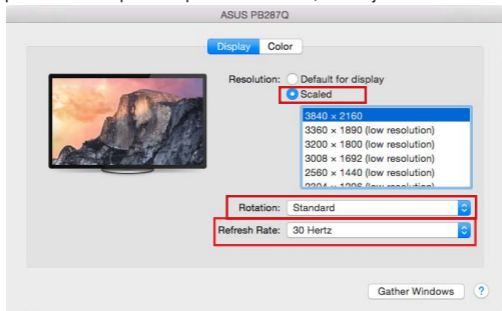 ASUS PB287Q
Display Color
Resolution: Default for display
Scaled
3840 × 2160
3360 × 1890 (low resolution)
3200 × 1800 (low resolution)
3008 × 1692 (low resolution)
2560 × 1440 (low resolution)
Rotation: Standard
Refresh Rate: 30 Hertz
Gather Windows ?